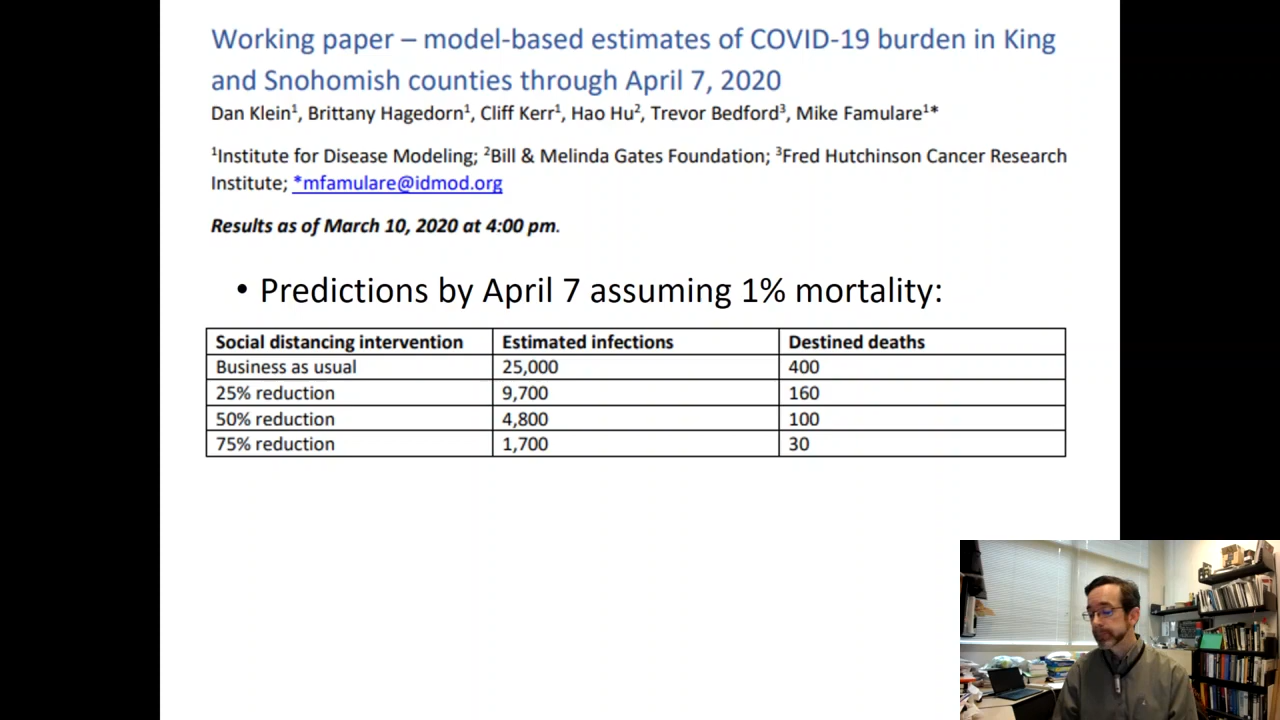 Working paper – model-based estimates of COVID-19 burden in King
and Snohomish counties through April 7, 2020
Dan Klein¹, Brittany Hagedorn¹, Cliff Kerr¹, Hao Hu², Trevor Bedford³, Mike Famulare¹*
¹Institute for Disease Modeling; ²Bill & Melinda Gates Foundation; ³Fred Hutchinson Cancer Research
Institute; *mfamulare@idmod.org
Results as of March 10, 2020 at 4:00 pm.
• Predictions by April 7 assuming 1% mortality:
Social distancing intervention Estimated infections Destined deaths
Business as usual 25,000 400
25% reduction 9,700 160
50% reduction 4,800 100
75% reduction 1,700 30